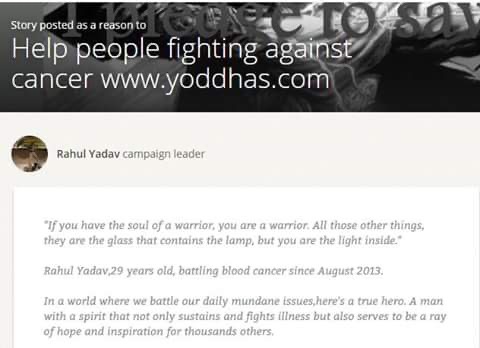 I pledge to sav
Story posted as a reason to
Help people fighting against
cancer www.yoddhas.com
Rahul Yadav campaign leader
"If you have the soul of a warrior, you are a warrior. All those other things,
they are the glass that contains the lamp, but you are the light inside."
Rahul Yadav,29 years old, battling blood cancer since August 2013.
In a world where we battle our daily mundane issues,here's a true hero. A man
with a spirit that not only sustains and fights illness but also serves to be a ray
of hope and inspiration for thousands others.